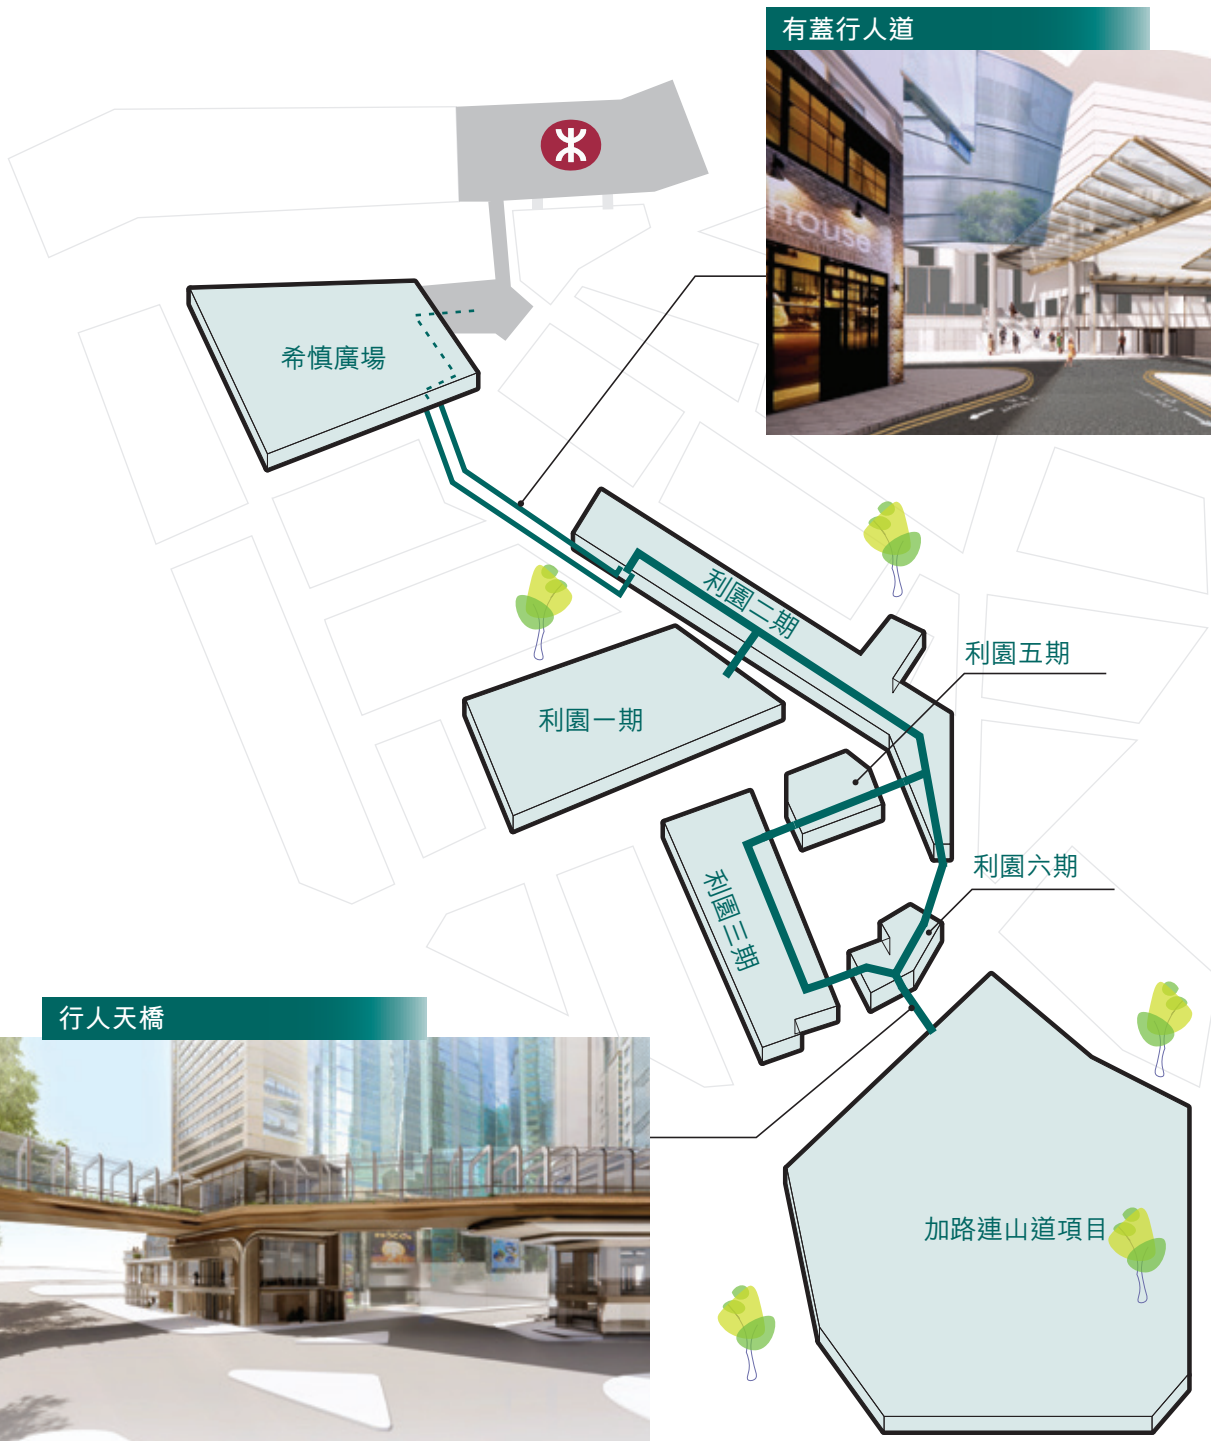 有蓋行人道
house
希慎廣場
利園二期
利園五期
利園一期
利園六期
利園三期
行人天橋
加路連山道項目